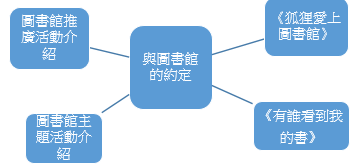 圖書館推
廣活動介
紹
與圖書館
的約定
《狐狸愛上
圖書館》
圖書館主
題活動介
紹
《有誰看到我
的書》